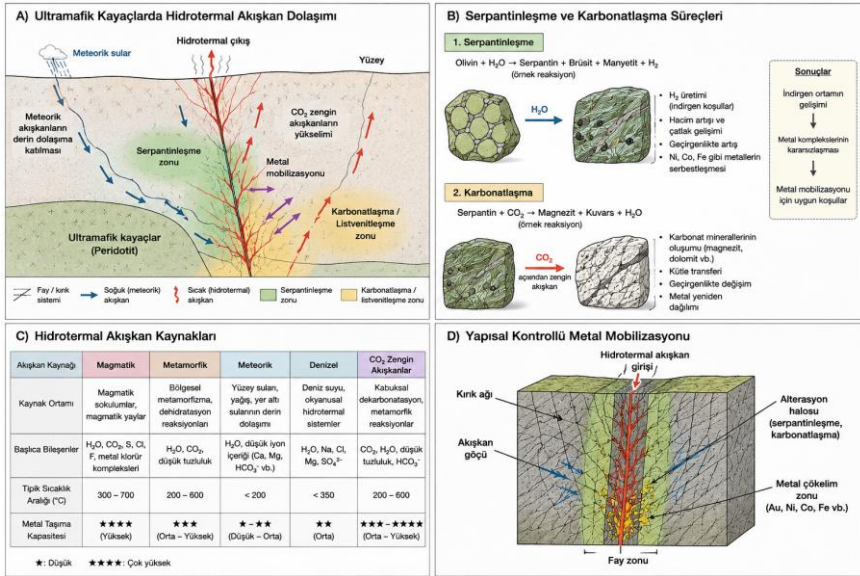 A) Ultramafik Kayaçlarda Hidrotermal Akışkan Dolaşımı
Meteorik sular
Hidrotermal çıkış
Yüzey
Meteorik
akışkanların
derin dolaşıma
katılması
CO₂ zengin
akışkanların
yükselimi
Serpantinleşme
zonu
Metal
mobilizasyonu
Karbonatlaşma /
Listvenitleşme
zonu
Ultramafik kayaçlar
(Peridotit)
Fay / kırık
sistemi
Soğuk (meteorik)
akışkan
Sıcak (hidrotermal)
akışkan
Serpantinleşme
zonu
Karbonatlaşma /
listvenitleşme zonu
B) Serpantinleşme ve Karbonatlaşma Süreçleri
1. Serpantinleşme
Olivin + H₂O → Serpantin + Brüsit + Manyetit + H₂
(örnek reaksiyon)
H₂O
• H₂ üretimi
(indirgen koşullar)
• Hacim artışı ve
çatlak gelişimi
• Geçirgenlikte artış
• Ni, Co, Fe gibi metallerin
serbestleşmesi
2. Karbonatlaşma
Serpantin + CO₂ → Magnezit + Kuvars + H₂O
(örnek reaksiyon)
CO₂
açıından zengin
akışkan
• Karbonat minerallerinin
oluşumu (magnezit,
dolomit vb.)
• Kütle transferi
• Geçirgenlikte değişim
• Metal yeniden
dağılımı
Sonuçlar
İndirgen ortamın
gelişimi
Metal komplekslerinin
kararsızlaşması
Metal mobilizasyonu
için uygun koşullar
C) Hidrotermal Akışkan Kaynakları
Akışkan Kaynağı Magmatik Metamorfik Meteorik Denizel CO₂ Zengin Akışkanlar
Kaynak Ortamı Magmatik sokulumlar, magmatik yaylar Bölgesel metamorfizma, dehidratasyon reaksiyonları Yüzey suları, yağış, yer altı sularının derin dolaşımı Deniz suyu, okyanusal hidrotermal sistemler Kabuksal dekarbonatasyon, metamorfik reaksiyonlar
Başlıca Bileşenler H₂O, CO₂, S, Cl, F, metal klorür kompleksleri H₂O, CO₂, düşük tuzluluk H₂O, düşük iyon içeriği (Ca, Mg, HCO₃⁻ vb.) H₂O, Na, Cl, Mg, SO₄²⁻ CO₂, H₂O, düşük tuzluluk, HCO₃⁻
Tipik Sıcaklık Aralığı (°C) 300 – 700 200 – 600 < 200 < 350 200 – 600
Metal Taşıma Kapasitesi ★★★★ (Yüksek) ★★★ (Orta – Yüksek) ★ – ★★ (Düşük – Orta) ★★ (Orta) ★★★ – ★★★★ (Orta – Yüksek)
★: Düşük ★★★★: Çok yüksek
D) Yapısal Kontrollü Metal Mobilizasyonu
Hidrotermal akışkan
girişi
Kırık ağı
Akışkan
göçü
Alterasyon
halosu
(serpantinleşme,
karbonatlaşma)
Metal çökelim
zonu
(Au, Ni, Co, Fe vb.)
Fay zonu